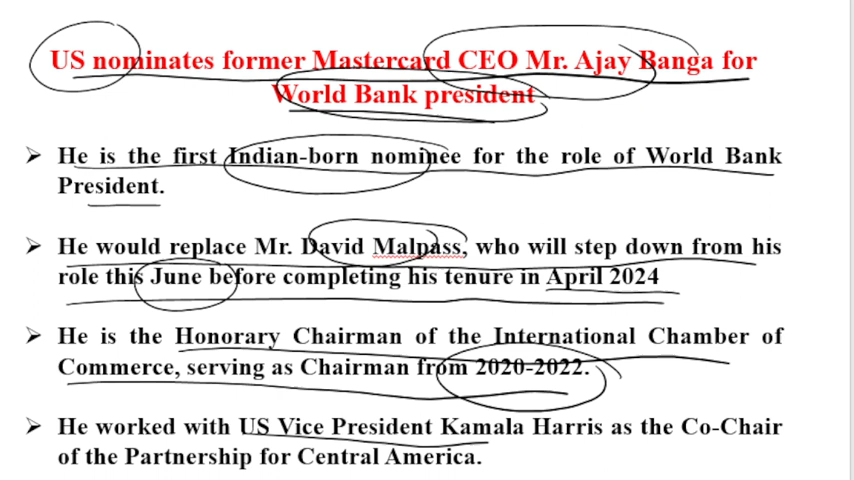 US nominates former Mastercard CEO Mr. Ajay Banga for
World Bank president
➢ He is the first Indian-born nominee for the role of World Bank
President.
➢ He would replace Mr. David Malpass, who will step down from his
role this June before completing his tenure in April 2024
➢ He is the Honorary Chairman of the International Chamber of
Commerce, serving as Chairman from 2020-2022.
➢ He worked with US Vice President Kamala Harris as the Co-Chair
of the Partnership for Central America.